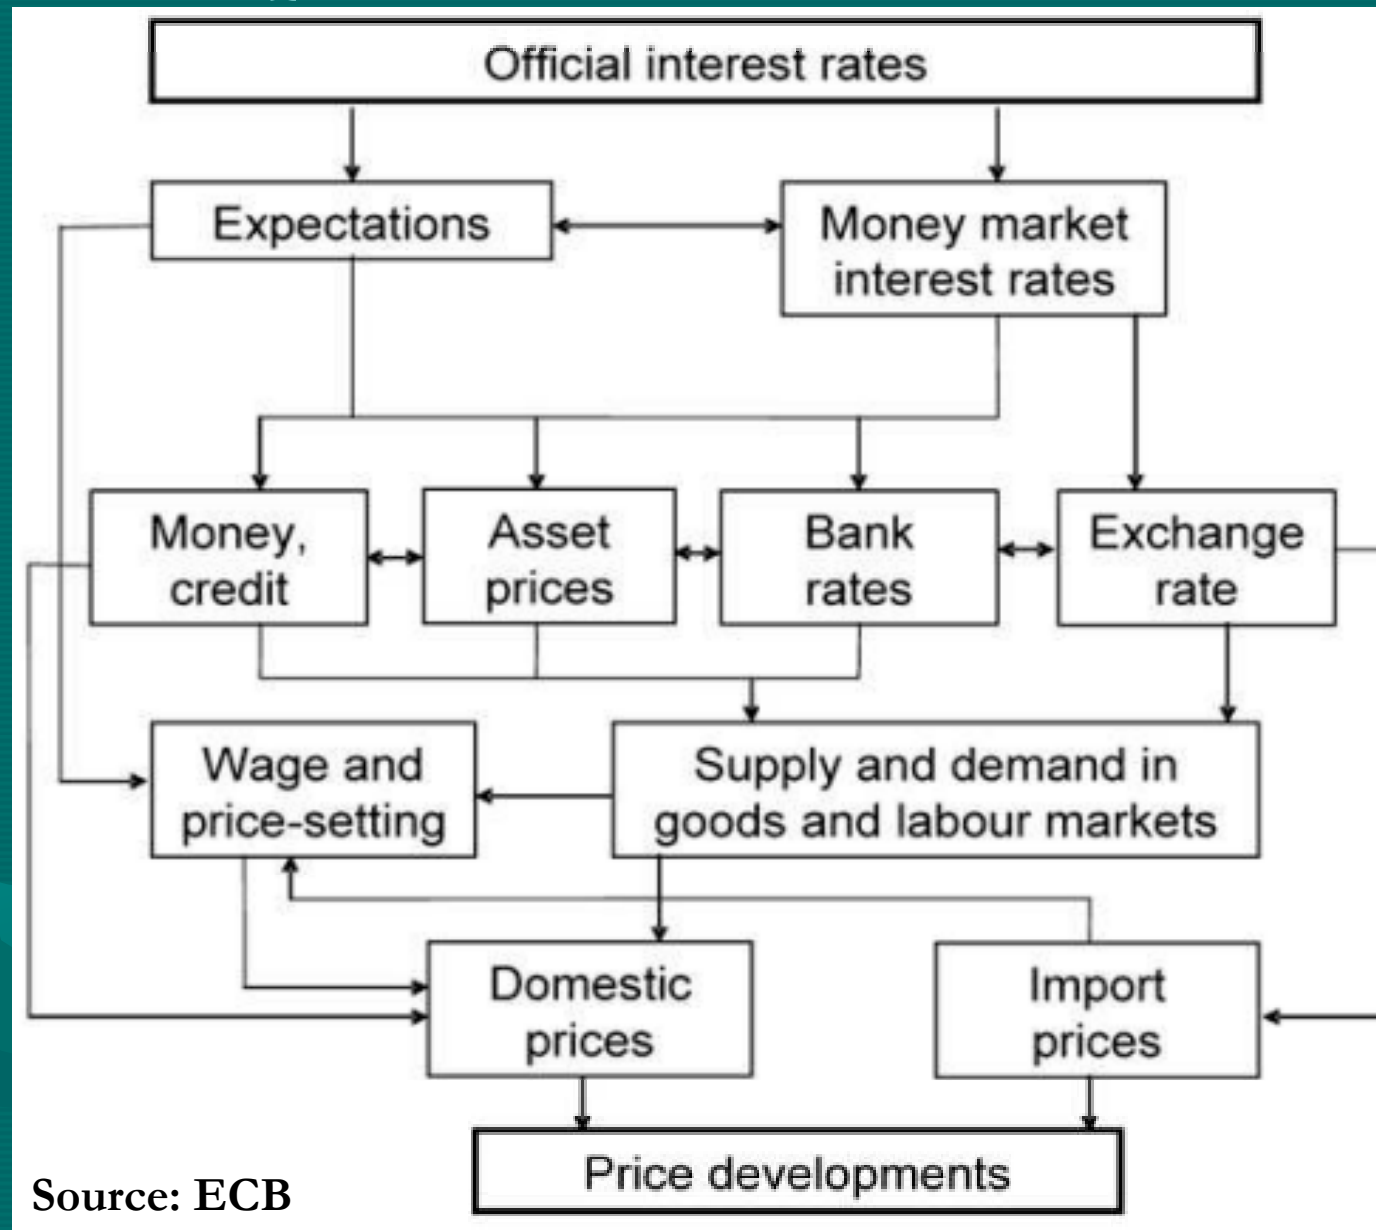 Official interest rates
Expectations
Money market
interest rates
Money,
credit
Asset
prices
Bank
rates
Exchange
rate
Wage and
price-setting
Supply and demand in
goods and labour markets
Domestic
prices
Import
prices
Price developments
Source: ECB